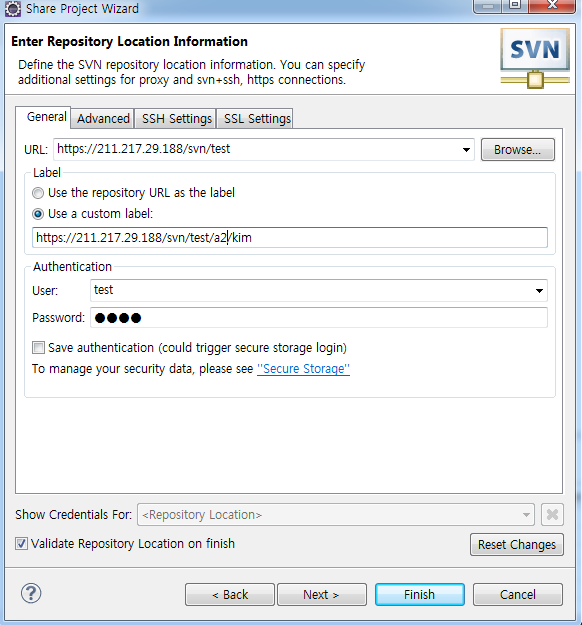 Share Project Wizard
Enter Repository Location Information
Define the SVN repository location information. You can specify
additional settings for proxy and svn+ssh, https connections.
SVN
General Advanced SSH Settings SSL Settings
URL: https://211.217.29.188/svn/test Browse...
Label
Use the repository URL as the label
Use a custom label:
https://211.217.29.188/svn/test/a2/kim
Authentication
User: test
Password: ●●●●
Save authentication (could trigger secure storage login)
To manage your security data, please see "Secure Storage"
Show Credentials For: <Repository Location>
Validate Repository Location on finish
Reset Changes
? < Back Next > Finish Cancel